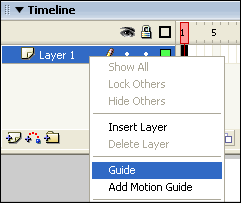 Timeline
1 5
Layer 1
Show All
Lock Others
Hide Others
Insert Layer
Delete Layer
Guide
Add Motion Guide